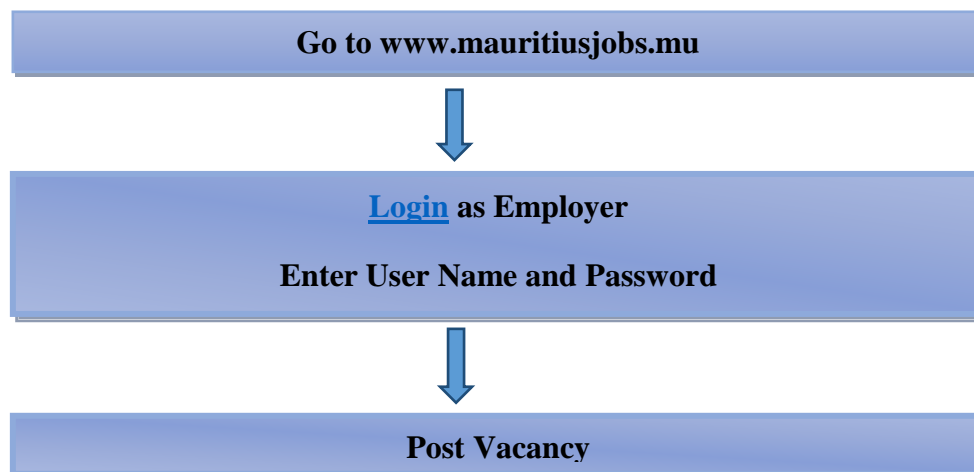 Go to www.mauritiusjobs.mu
Login as Employer
Enter User Name and Password
Post Vacancy